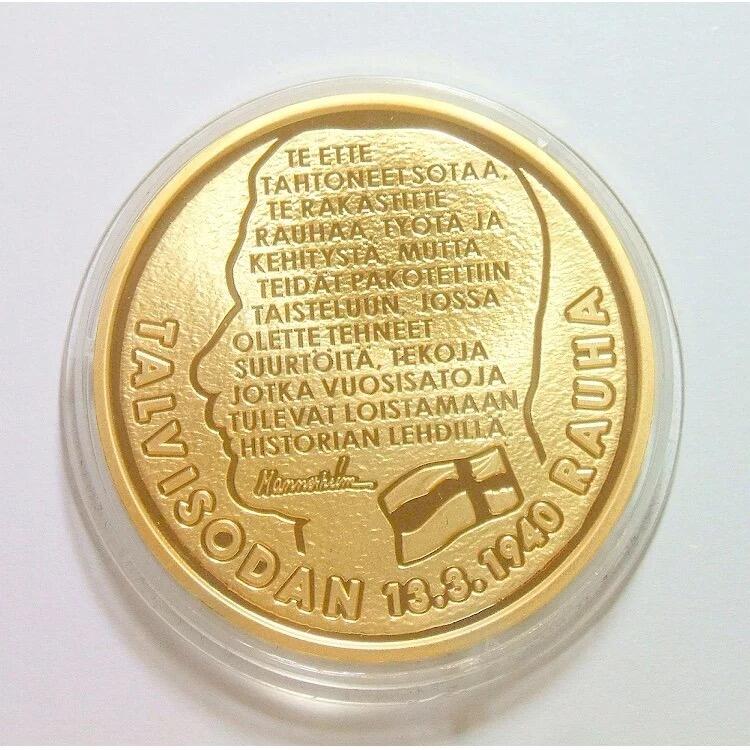 TE ETTE
TAHTONEET SOTAA,
TE RAKASTITTE
RAUHAA, TYÖTÄ JA
KEHITYSTÄ, MUTTA
TEIDÄT PAKOTETTIIN
TAISTELUUN, JOSSA
OLETTE TEHNEET
SUURTÖITÄ, TEKOJA
JOTKA VUOSISATOJA
TULEVAT LOISTAMAAN
HISTORIAN LEHDILLÄ
Mannerheim
TALVISODAN 13.3.1940 RAUHA